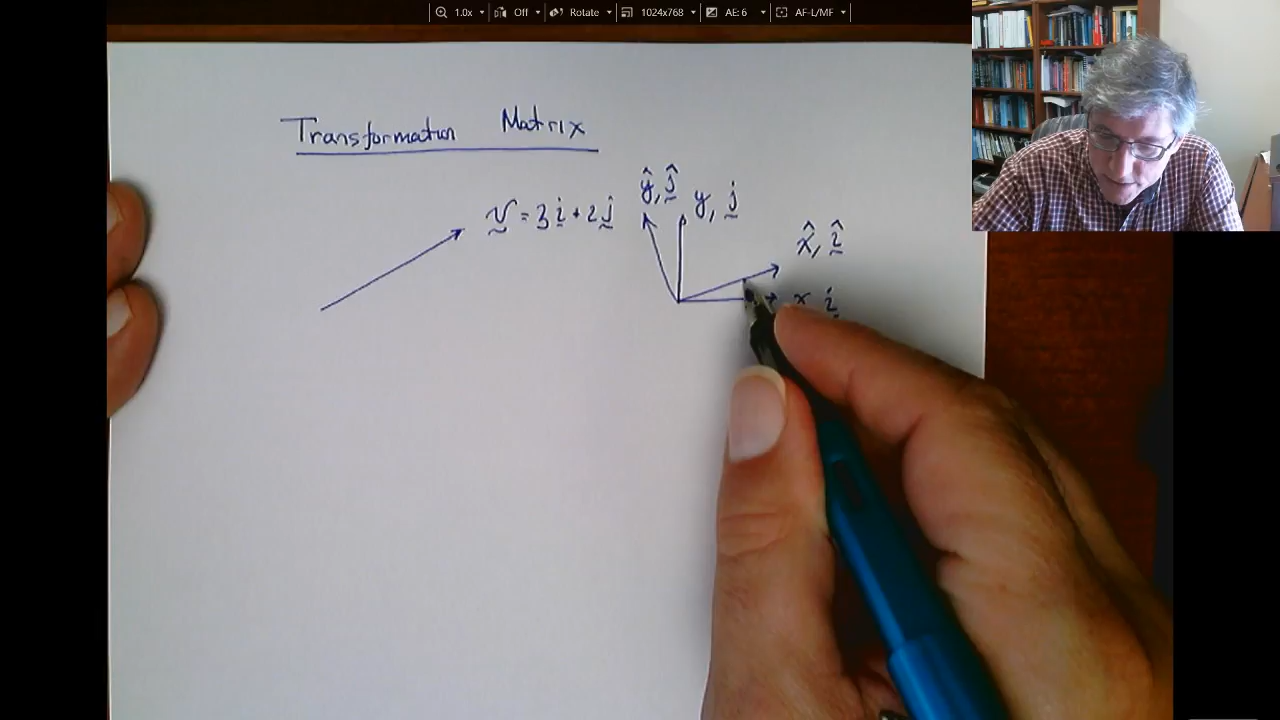 1.0x Off Rotate 1024x768 AE: 6 AF-L/MF
Transformation Matrix
v = 3i + 2j
ŷ, ĵ
y, j
x̂, î
x, i